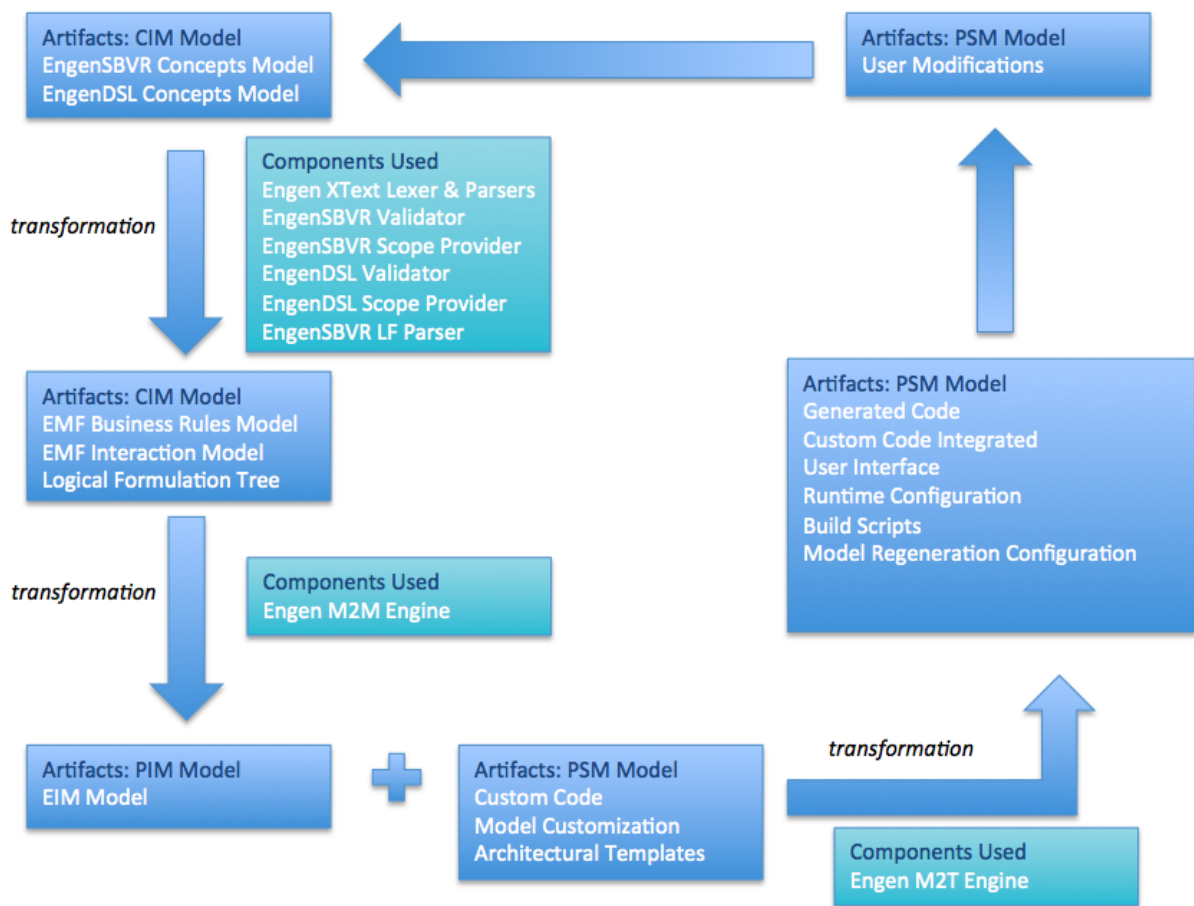 Artifacts: CIM Model
EngenSBVR Concepts Model
EngenDSL Concepts Model
Artifacts: PSM Model
User Modifications
transformation
Components Used
Engen XText Lexer & Parsers
EngenSBVR Validator
EngenSBVR Scope Provider
EngenDSL Validator
EngenDSL Scope Provider
EngenSBVR LF Parser
Artifacts: CIM Model
EMF Business Rules Model
EMF Interaction Model
Logical Formulation Tree
Artifacts: PSM Model
Generated Code
Custom Code Integrated
User Interface
Runtime Configuration
Build Scripts
Model Regeneration Configuration
transformation
Components Used
Engen M2M Engine
Artifacts: PIM Model
EIM Model
Artifacts: PSM Model
Custom Code
Model Customization
Architectural Templates
transformation
Components Used
Engen M2T Engine